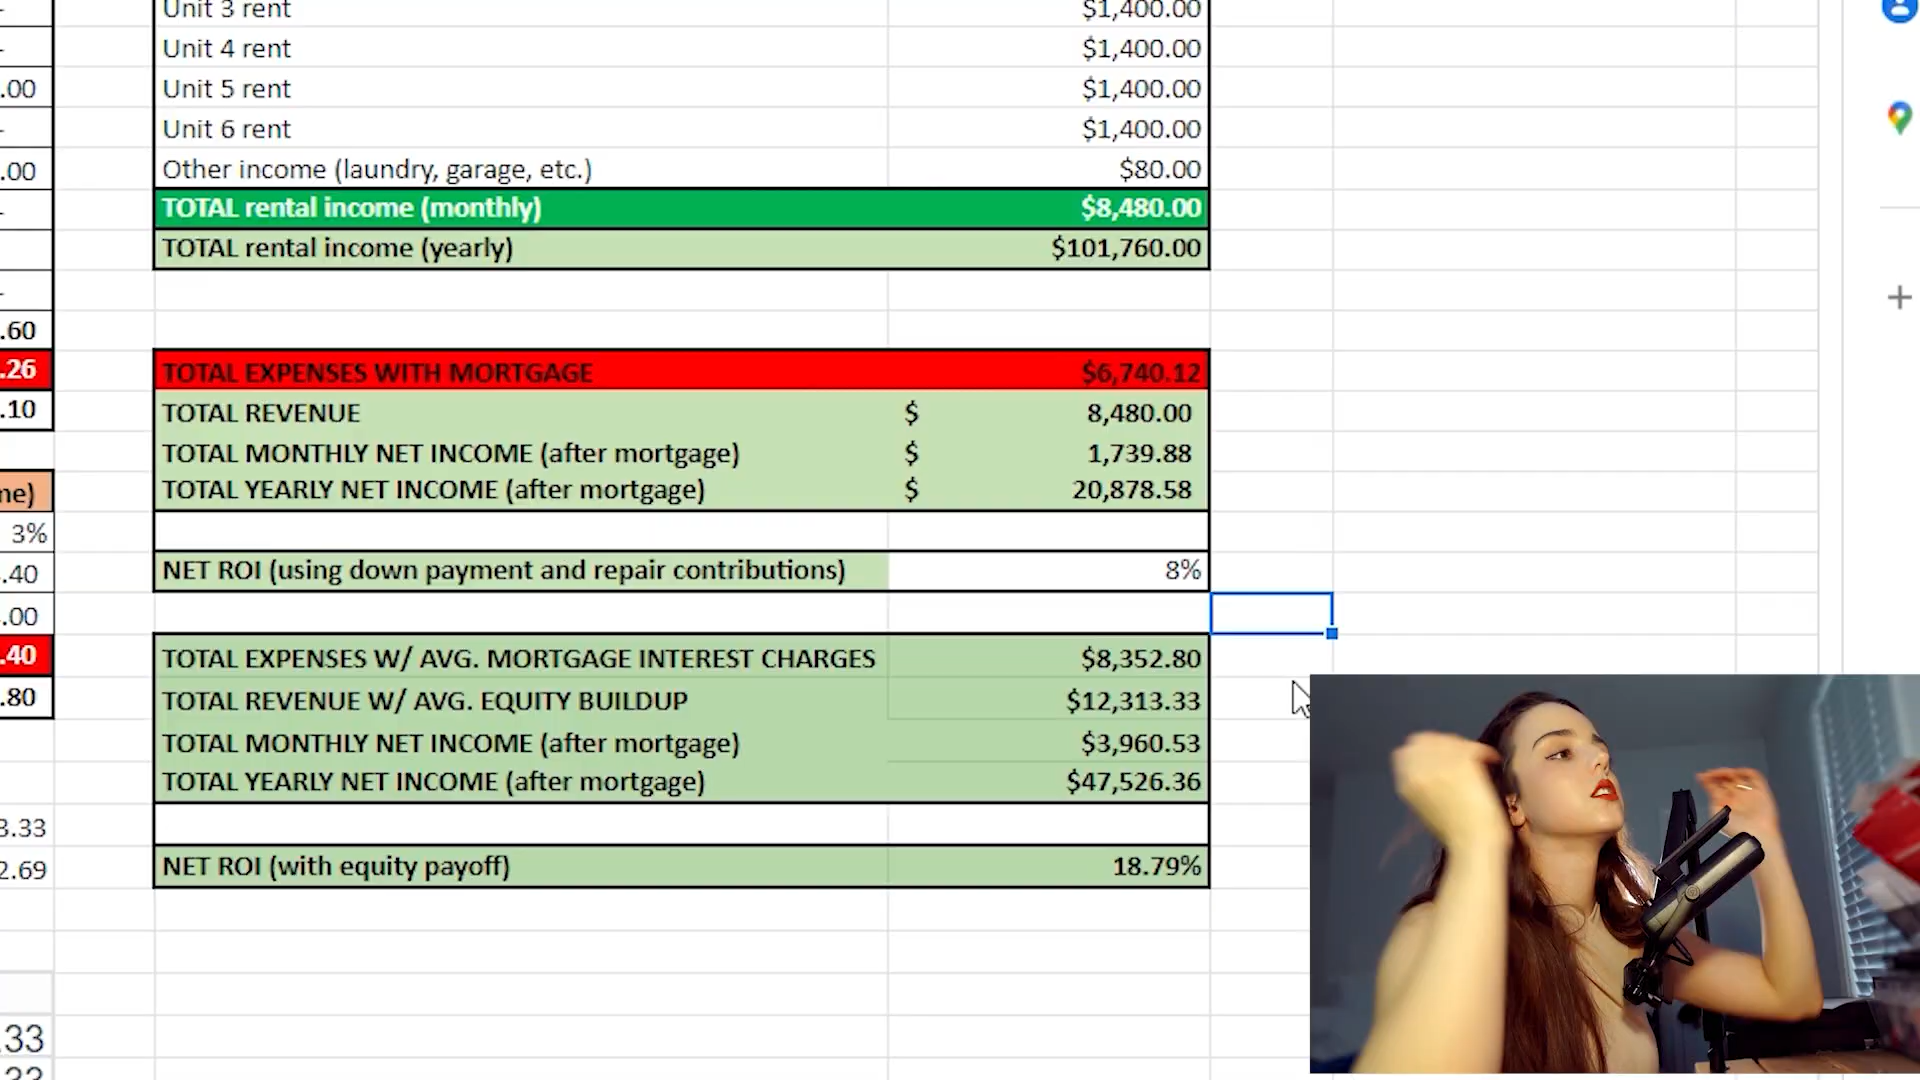 Unit 3 rent $1,400.00
- Unit 4 rent $1,400.00
.00 Unit 5 rent $1,400.00
- Unit 6 rent $1,400.00
.00 Other income (laundry, garage, etc.) $80.00
- TOTAL rental income (monthly) $8,480.00
TOTAL rental income (yearly) $101,760.00
-
.60
.26 TOTAL EXPENSES WITH MORTGAGE $6,740.12
.10 TOTAL REVENUE $ 8,480.00
TOTAL MONTHLY NET INCOME (after mortgage) $ 1,739.88
ne) TOTAL YEARLY NET INCOME (after mortgage) $ 20,878.58
3%
.40 NET ROI (using down payment and repair contributions) 8%
.00
.40 TOTAL EXPENSES W/ AVG. MORTGAGE INTEREST CHARGES $8,352.80
.80 TOTAL REVENUE W/ AVG. EQUITY BUILDUP $12,313.33
TOTAL MONTHLY NET INCOME (after mortgage) $3,960.53
TOTAL YEARLY NET INCOME (after mortgage) $47,526.36
3.33
2.69 NET ROI (with equity payoff) 18.79%
.33